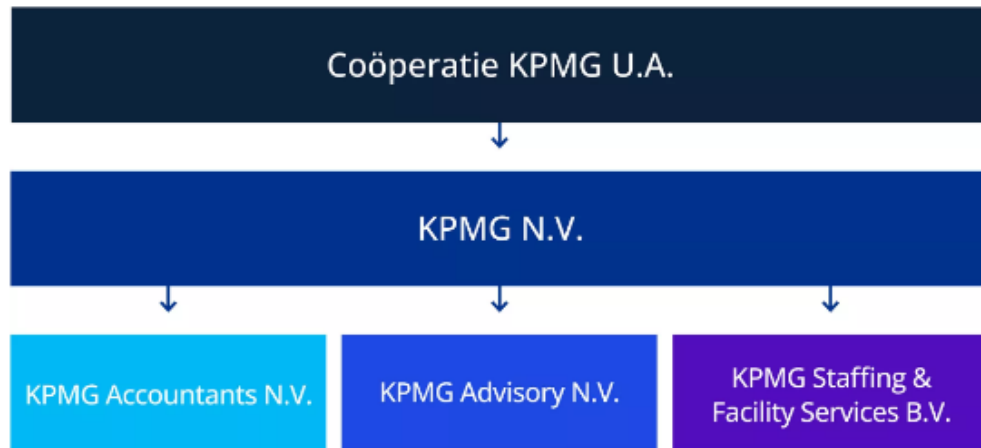 Coöperatie KPMG U.A.
KPMG N.V.
KPMG Accountants N.V.
KPMG Advisory N.V.
KPMG Staffing &
Facility Services B.V.